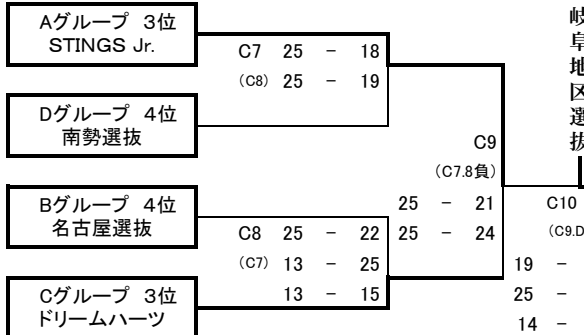 岐阜地区選抜
Aグループ 3位
STINGS Jr.
C7 25 － 18
(C8) 25 － 19
Dグループ 4位
南勢選抜
C9
(C7.8負)
25 － 21
25 － 24
Bグループ 4位
名古屋選抜
C8 25 － 22
(C7) 13 － 25
13 － 15
Cグループ 3位
ドリームハーツ
C10
(C9.D
19 －
25 －
14 －